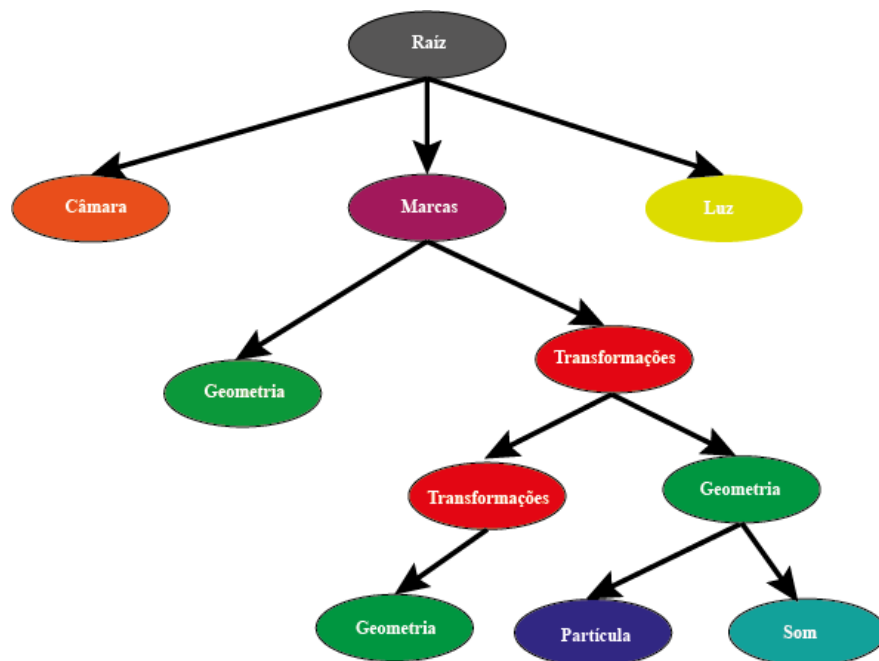 Raíz
Câmara
Marcas
Luz
Transformações
Geometria
Transformações
Geometria
Geometria
Partícula
Som